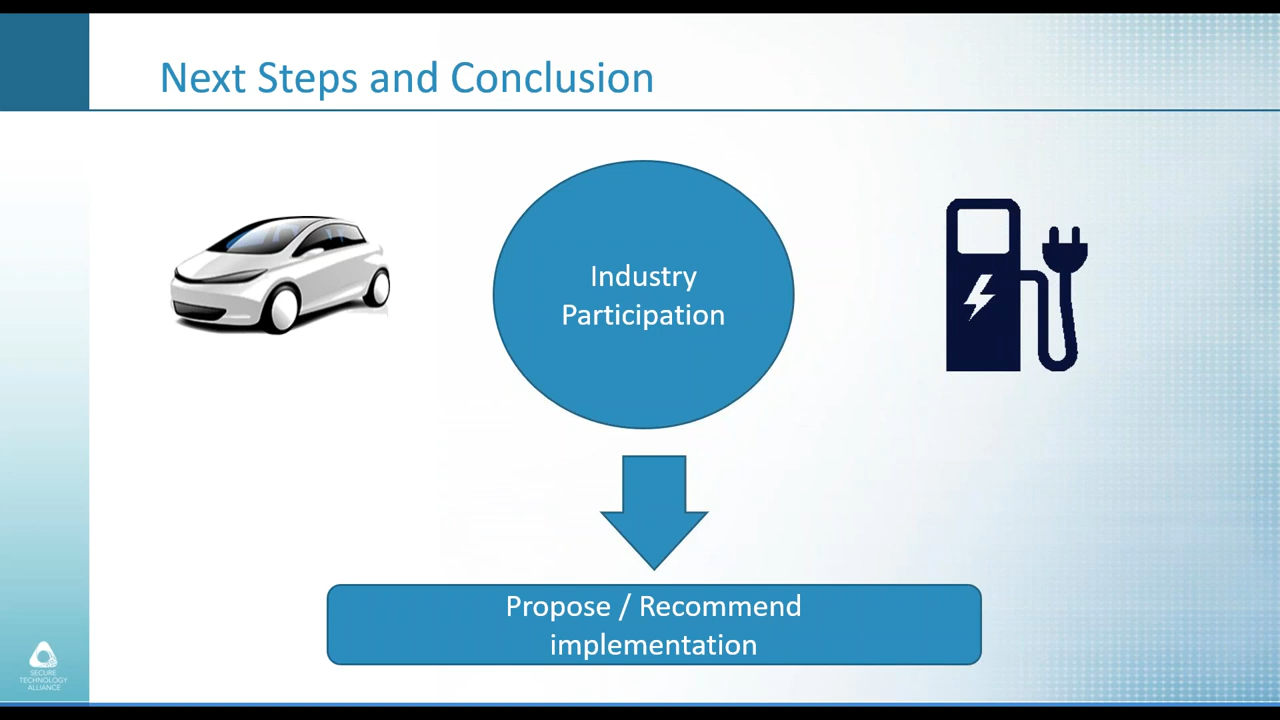 Next Steps and Conclusion
Industry
Participation
Propose / Recommend
implementation
SECURE
TECHNOLOGY
ALLIANCE